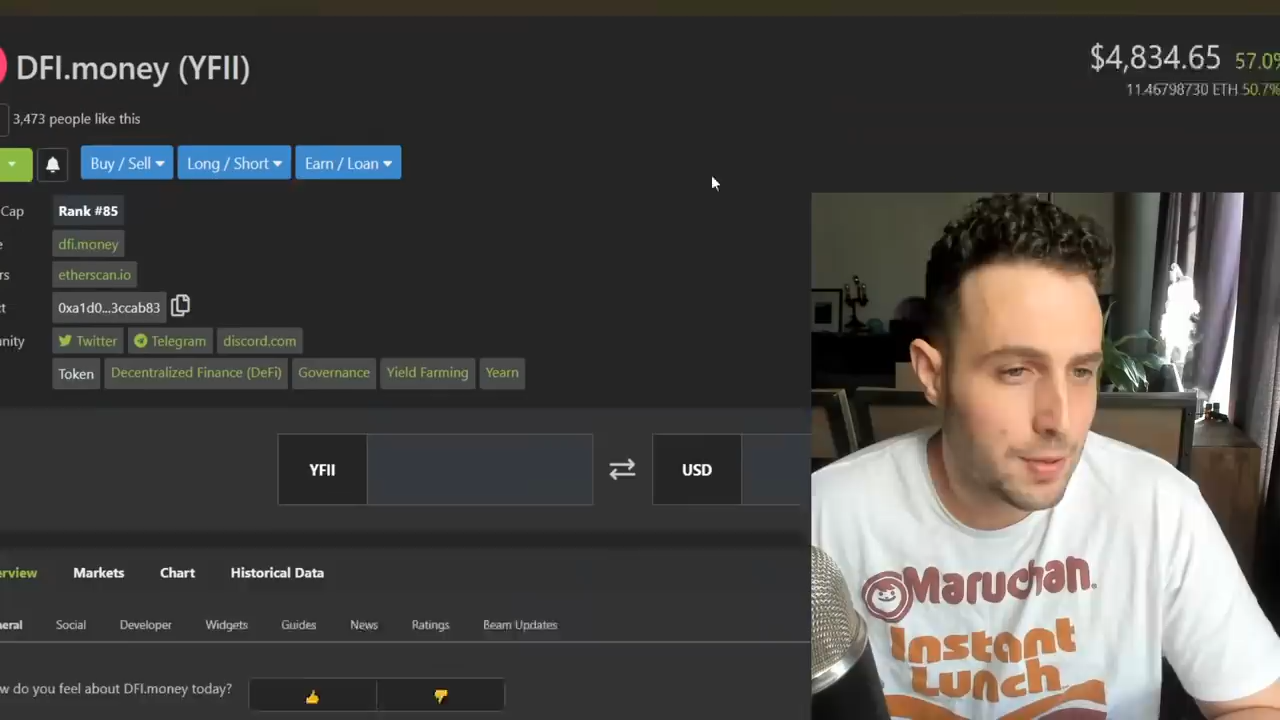 DFI.money (YFII)
$4,834.65 57.0%
11.46798730 ETH 50.7%
3,473 people like this
Buy / Sell Long / Short Earn / Loan
Cap Rank #85
dfi.money
etherscan.io
0xa1d0...3ccab83
Twitter Telegram discord.com
Token Decentralized Finance (DeFi) Governance Yield Farming Yearn
YFII USD
Markets Chart Historical Data
Social Developer Widgets Guides News Ratings Beam Updates
do you feel about DFI.money today?
Maruchan
Instant
Lunch